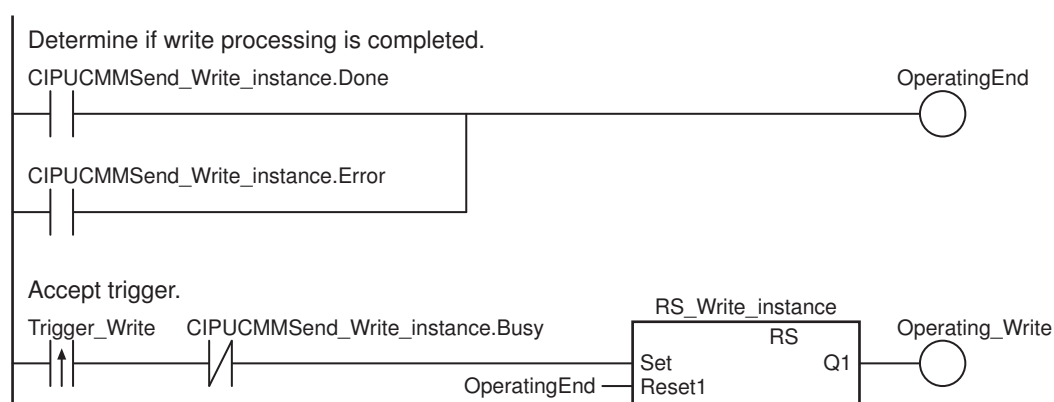 Determine if write processing is completed.
CIPUCMMSend_Write_instance.Done OperatingEnd
CIPUCMMSend_Write_instance.Error
Accept trigger.
RS_Write_instance
Trigger_Write CIPUCMMSend_Write_instance.Busy RS Operating_Write
Set Q1
OperatingEnd Reset1